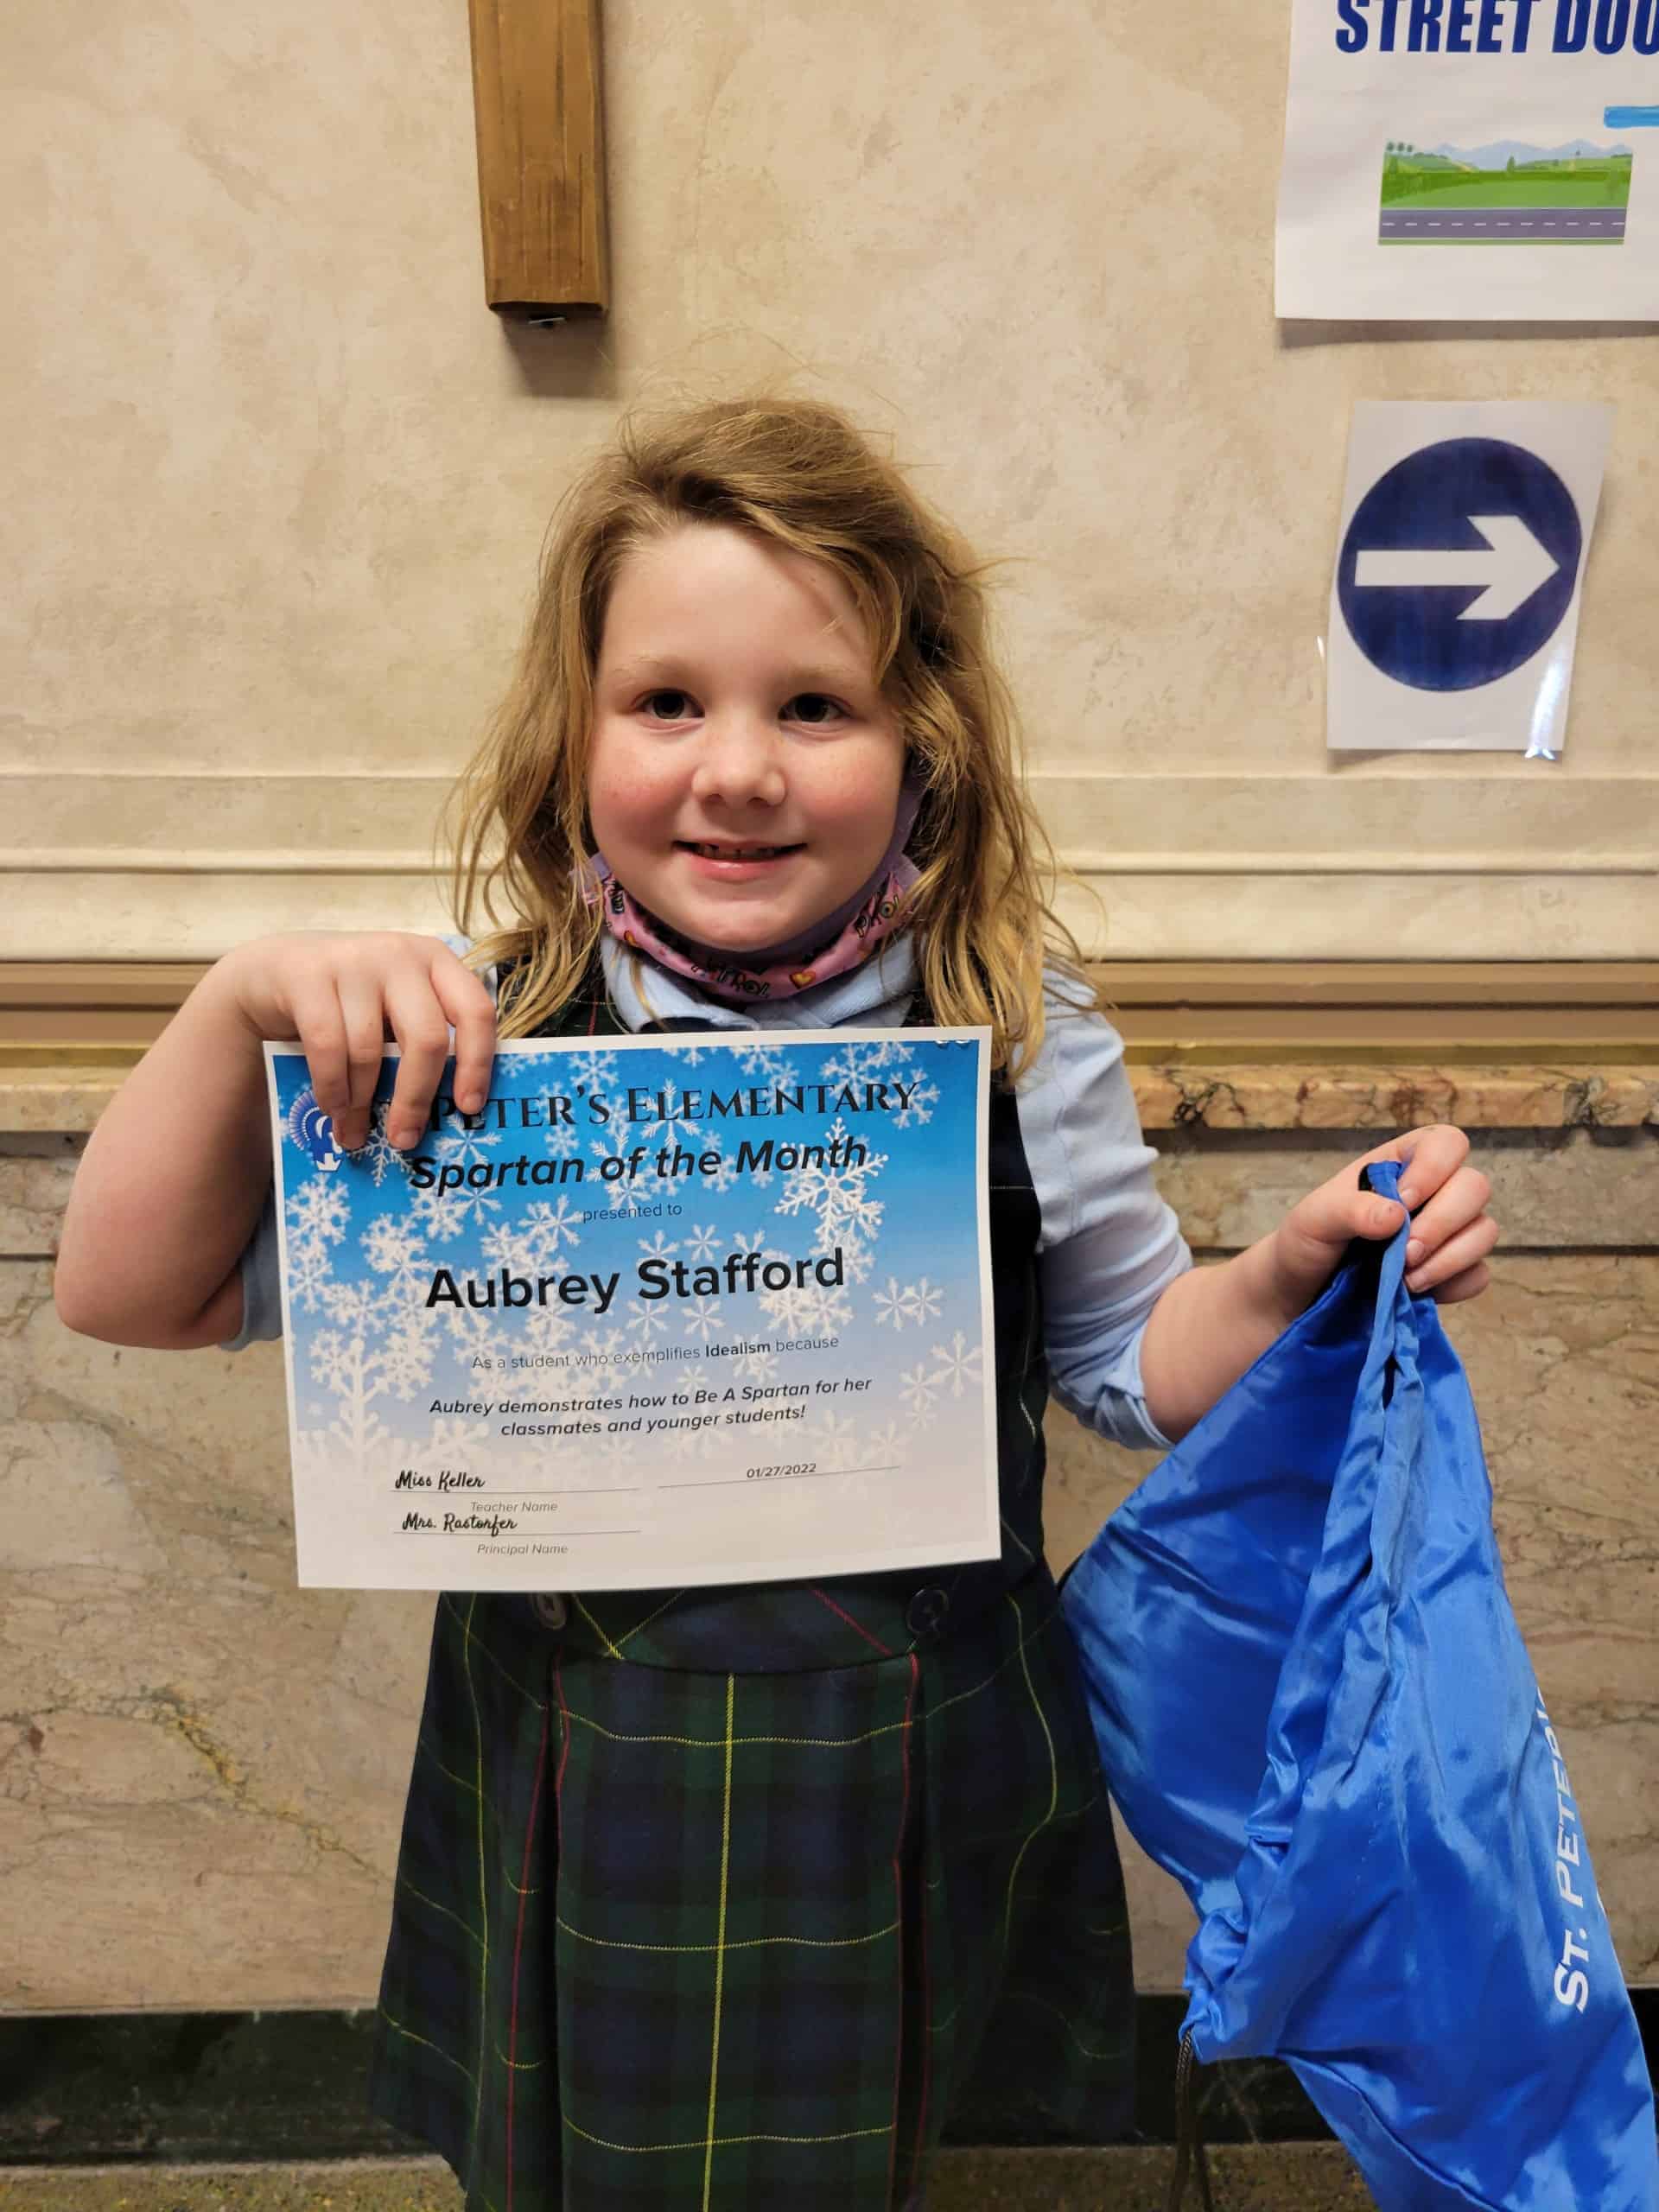 STREET
PETER'S ELEMENTARY
Spartan of the Month
presented to
Aubrey Stafford
As a student who exemplifies Idealism because
Aubrey demonstrates how to Be A Spartan for her
classmates and younger students!
Miss Keller
01/27/2022
Teacher Name
Mrs. Rastorfer
Principal Name
ST. PETER'S